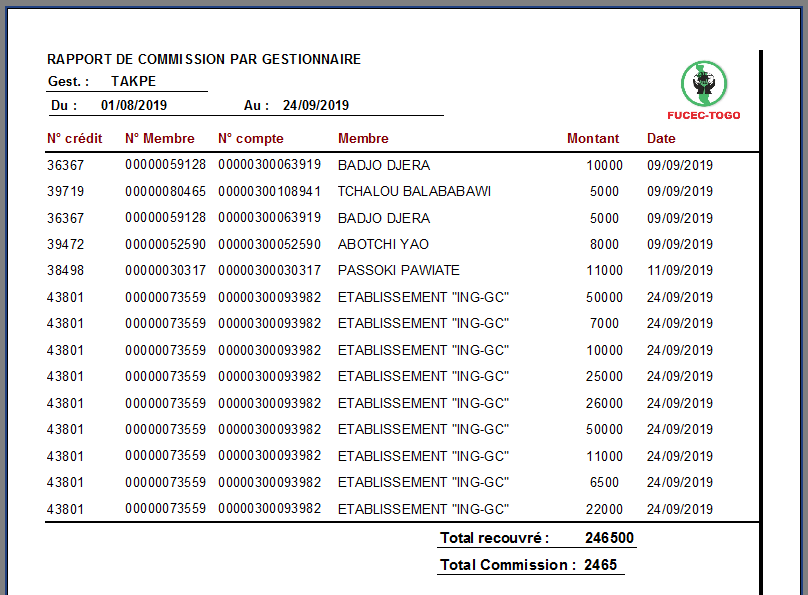 RAPPORT DE COMMISSION PAR GESTIONNAIRE
Gest. : TAKPE
Du : 01/08/2019 Au : 24/09/2019
FUCEC-TOGO
N° crédit N° Membre N° compte Membre Montant Date
36367 00000059128 00000300063919 BADJO DJERA 10000 09/09/2019
39719 00000080465 00000300108941 TCHALOU BALABABAWI 5000 09/09/2019
36367 00000059128 00000300063919 BADJO DJERA 5000 09/09/2019
39472 00000052590 00000300052590 ABOTCHI YAO 8000 09/09/2019
38498 00000030317 00000300030317 PASSOKI PAWIATE 11000 11/09/2019
43801 00000073559 00000300093982 ETABLISSEMENT "ING-GC" 50000 24/09/2019
43801 00000073559 00000300093982 ETABLISSEMENT "ING-GC" 7000 24/09/2019
43801 00000073559 00000300093982 ETABLISSEMENT "ING-GC" 10000 24/09/2019
43801 00000073559 00000300093982 ETABLISSEMENT "ING-GC" 25000 24/09/2019
43801 00000073559 00000300093982 ETABLISSEMENT "ING-GC" 26000 24/09/2019
43801 00000073559 00000300093982 ETABLISSEMENT "ING-GC" 50000 24/09/2019
43801 00000073559 00000300093982 ETABLISSEMENT "ING-GC" 11000 24/09/2019
43801 00000073559 00000300093982 ETABLISSEMENT "ING-GC" 6500 24/09/2019
43801 00000073559 00000300093982 ETABLISSEMENT "ING-GC" 22000 24/09/2019
Total recouvré : 246500
Total Commission : 2465